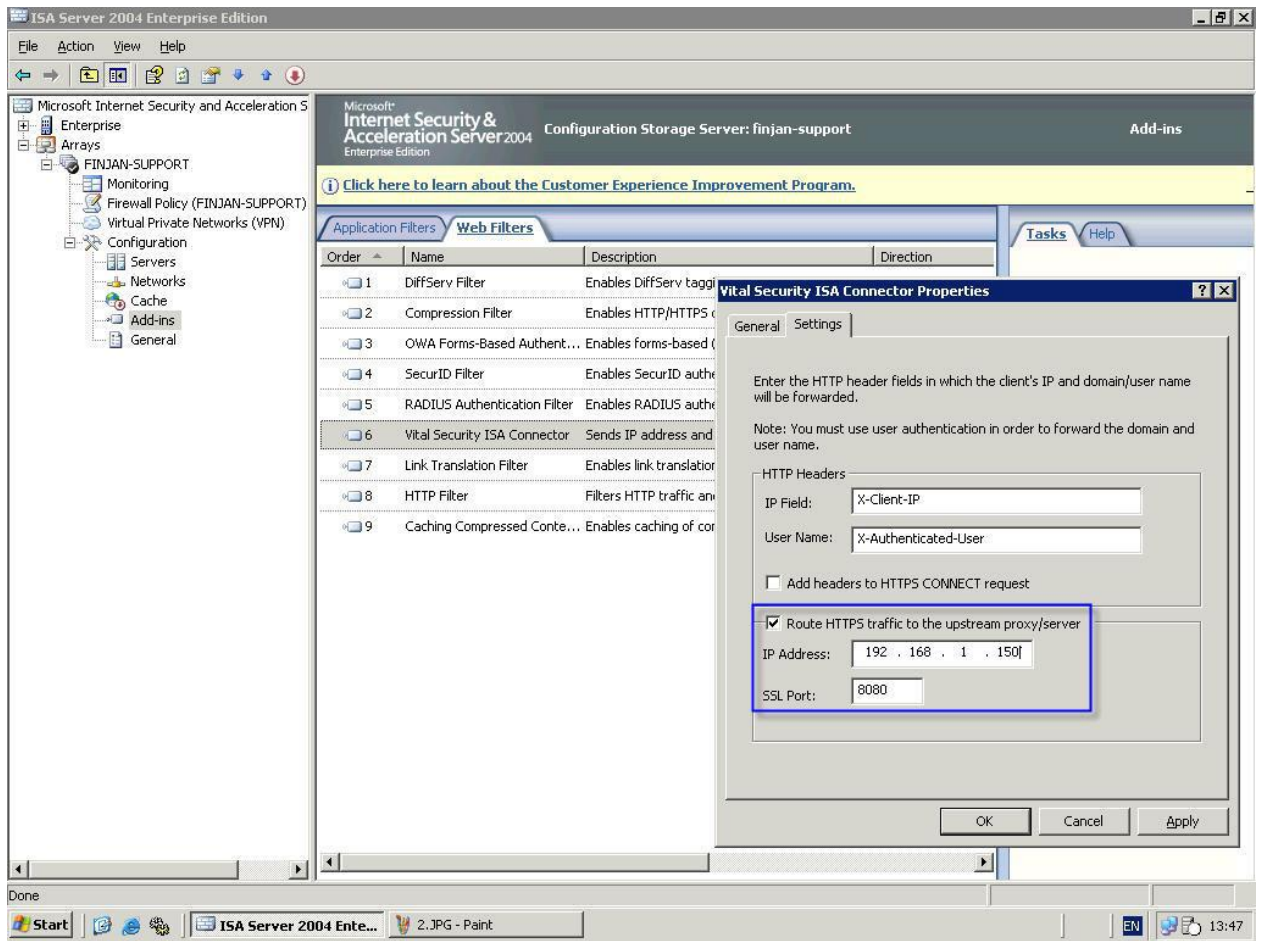 ISA Server 2004 Enterprise Edition
File Action View Help
Microsoft Internet Security and Acceleration S
Enterprise
Arrays
FINJAN-SUPPORT
Monitoring
Firewall Policy (FINJAN-SUPPORT)
Virtual Private Networks (VPN)
Configuration
Servers
Networks
Cache
Add-ins
General
Microsoft
Internet Security &
Acceleration Server 2004
Enterprise Edition
Configuration Storage Server: finjan-support
Add-ins
Click here to learn about the Customer Experience Improvement Program.
Application Filters Web Filters
Tasks Help
Order Name Description Direction
1 DiffServ Filter Enables DiffServ taggi
2 Compression Filter Enables HTTP/HTTPS
3 OWA Forms-Based Authent... Enables forms-based (
4 SecurID Filter Enables SecurID authe
5 RADIUS Authentication Filter Enables RADIUS authe
6 Vital Security ISA Connector Sends IP address and
7 Link Translation Filter Enables link translation
8 HTTP Filter Filters HTTP traffic an
9 Caching Compressed Conte... Enables caching of cor
Vital Security ISA Connector Properties
General Settings
Enter the HTTP header fields in which the client's IP and domain/user name
will be forwarded.
Note: You must use user authentication in order to forward the domain and
user name.
HTTP Headers
IP Field: X-Client-IP
User Name: X-Authenticated-User
Add headers to HTTPS CONNECT request
Route HTTPS traffic to the upstream proxy/server
IP Address: 192 . 168 . 1 . 150
SSL Port: 8080
OK Cancel Apply
Done
Start ISA Server 2004 Ente... 2.JPG - Paint EN 13:47